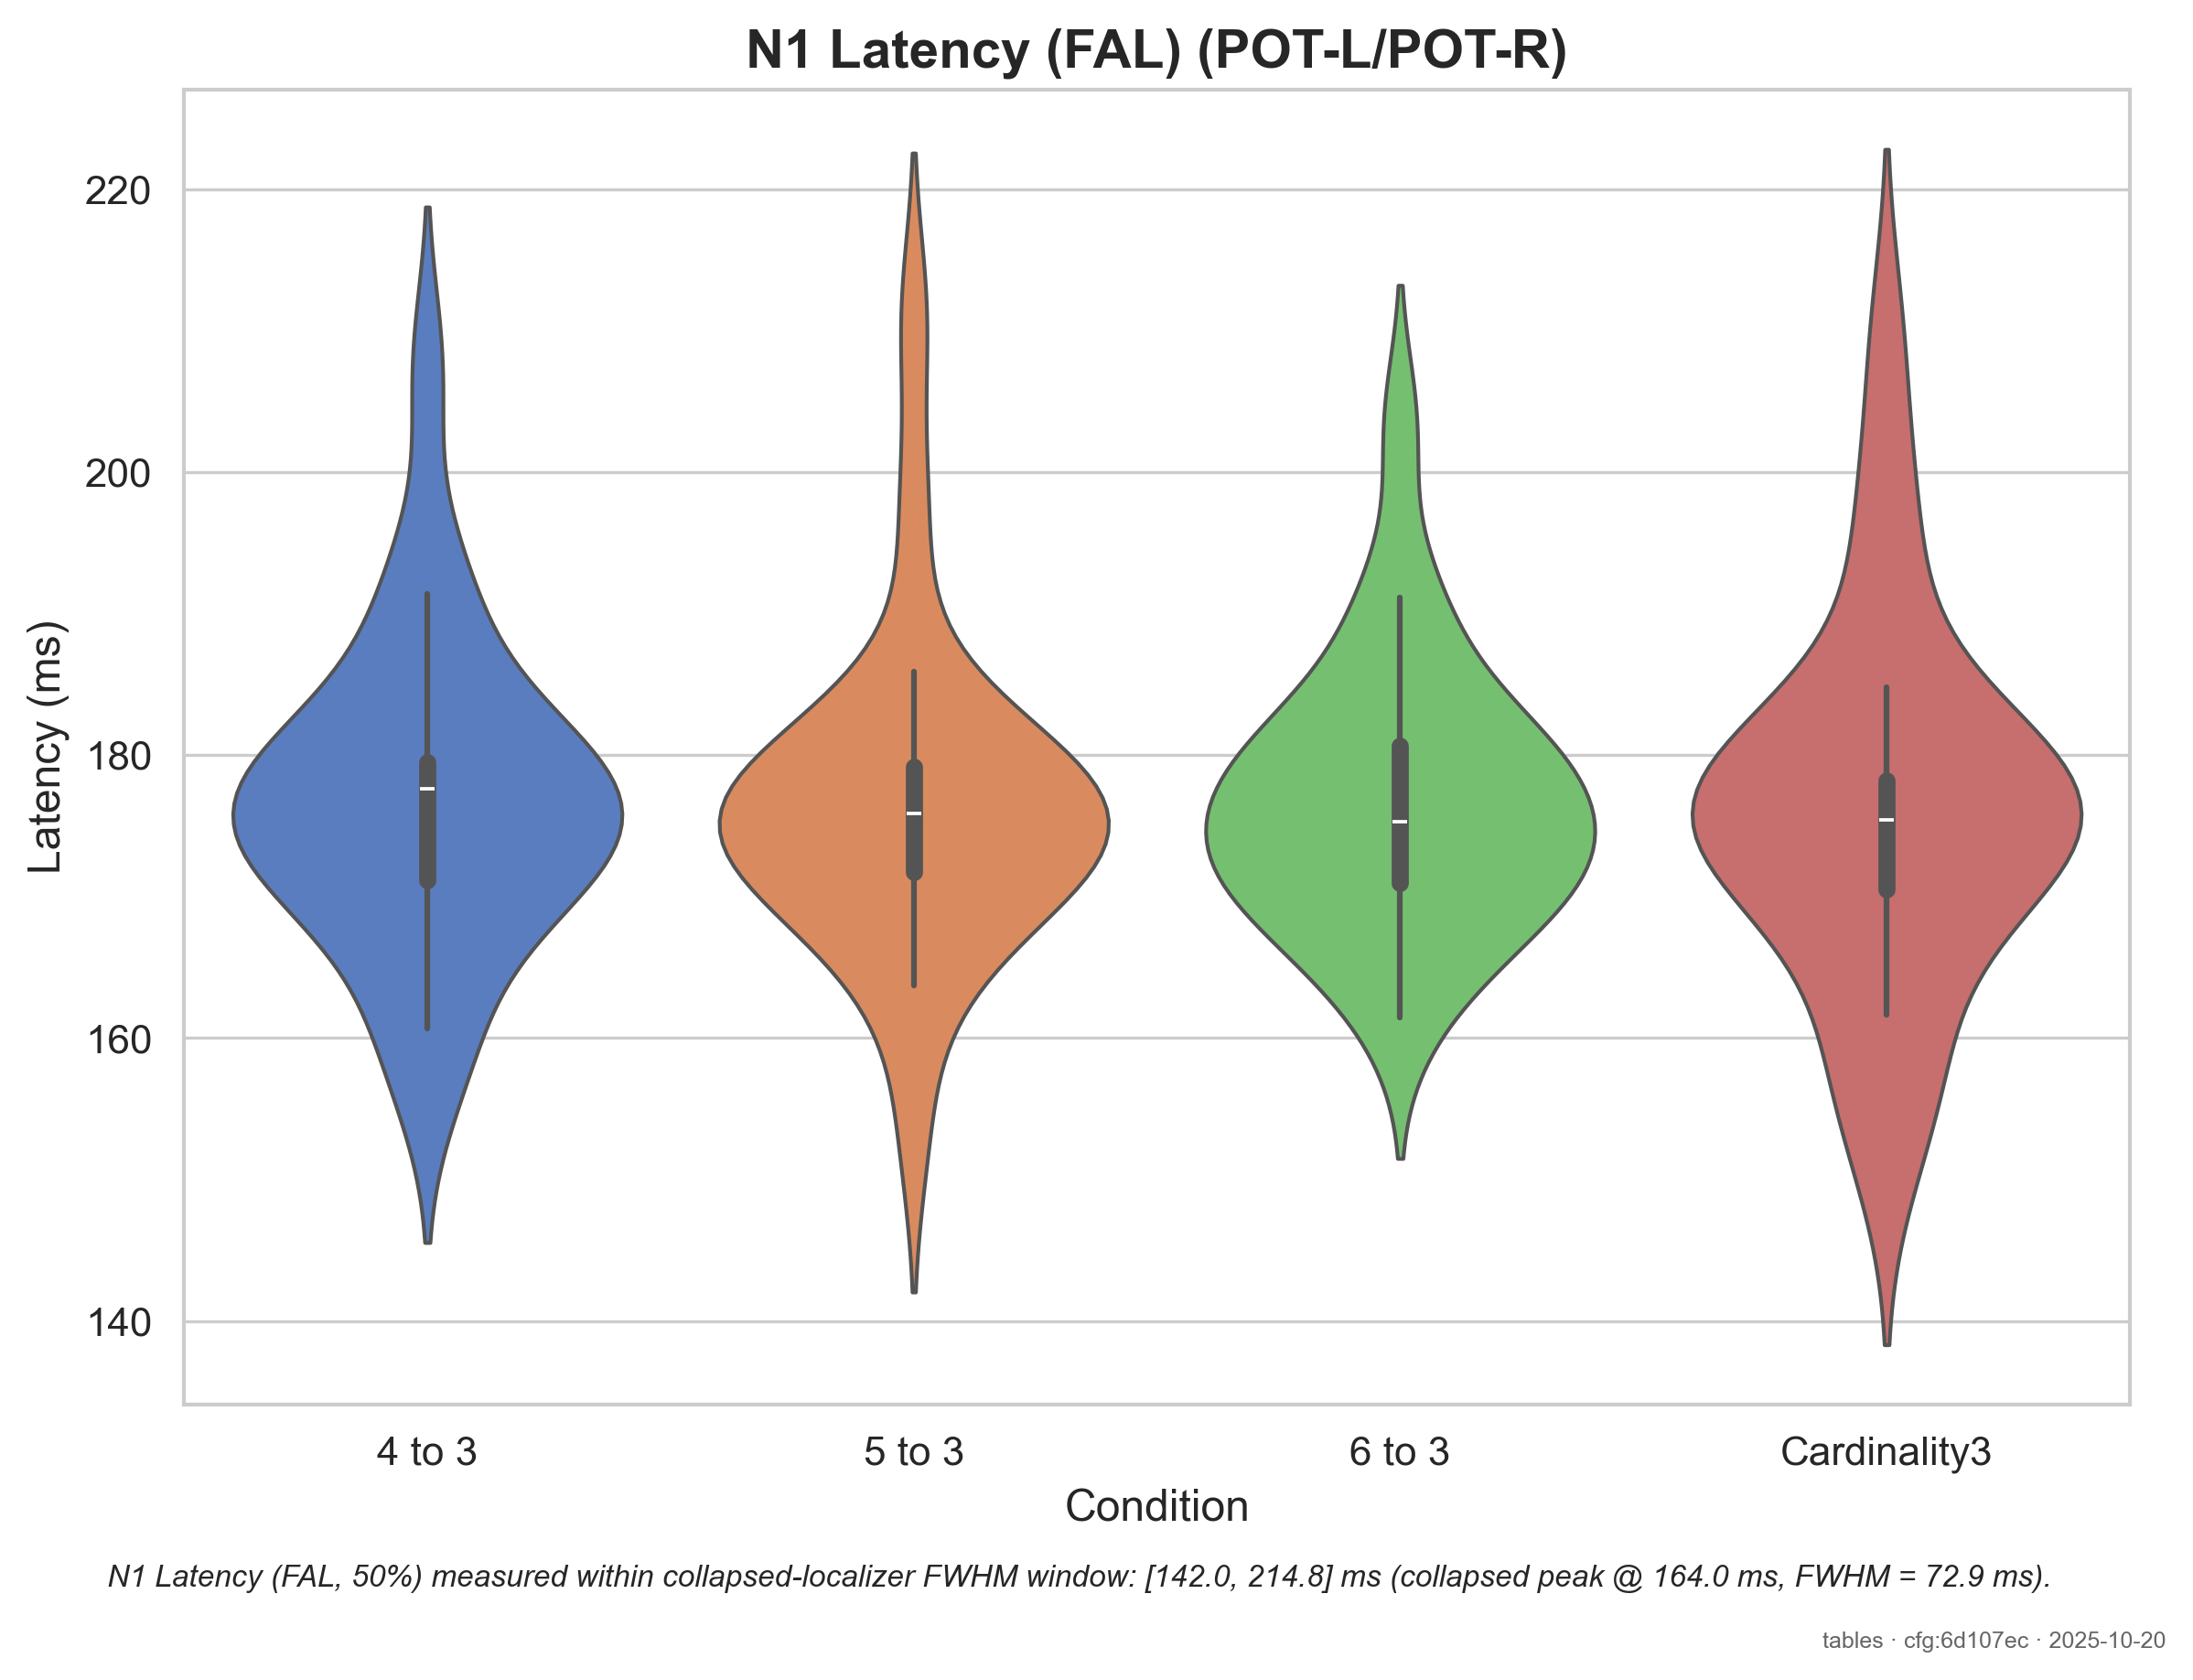 N1 Latency (FAL) (POT-L/POT-R)
Latency (ms)
220
200
180
160
140
4 to 3
5 to 3
6 to 3
Cardinality3
Condition
N1 Latency (FAL, 50%) measured within collapsed-localizer FWHM window: [142.0, 214.8] ms (collapsed peak @ 164.0 ms, FWHM = 72.9 ms).
tables · cfg:6d107ec · 2025-10-20